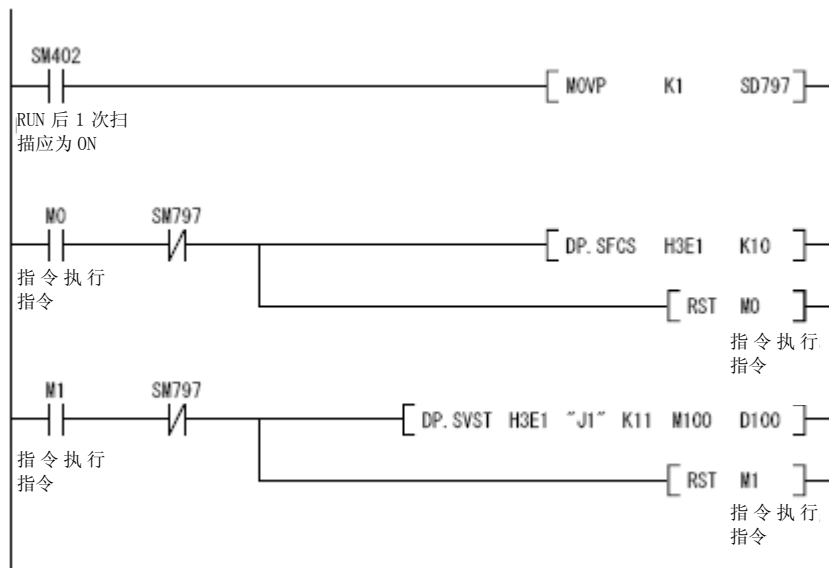 SM402
MOVP K1 SD797
RUN 后 1 次扫
描应为 ON
M0 SM797
DP. SFCS H3E1 K10
指 令 执 行
指令
RST M0
指 令 执 行
指令
M1 SM797
DP. SVST H3E1 "J1" K11 M100 D100
指 令 执 行
指令
RST M1
指 令 执 行
指令